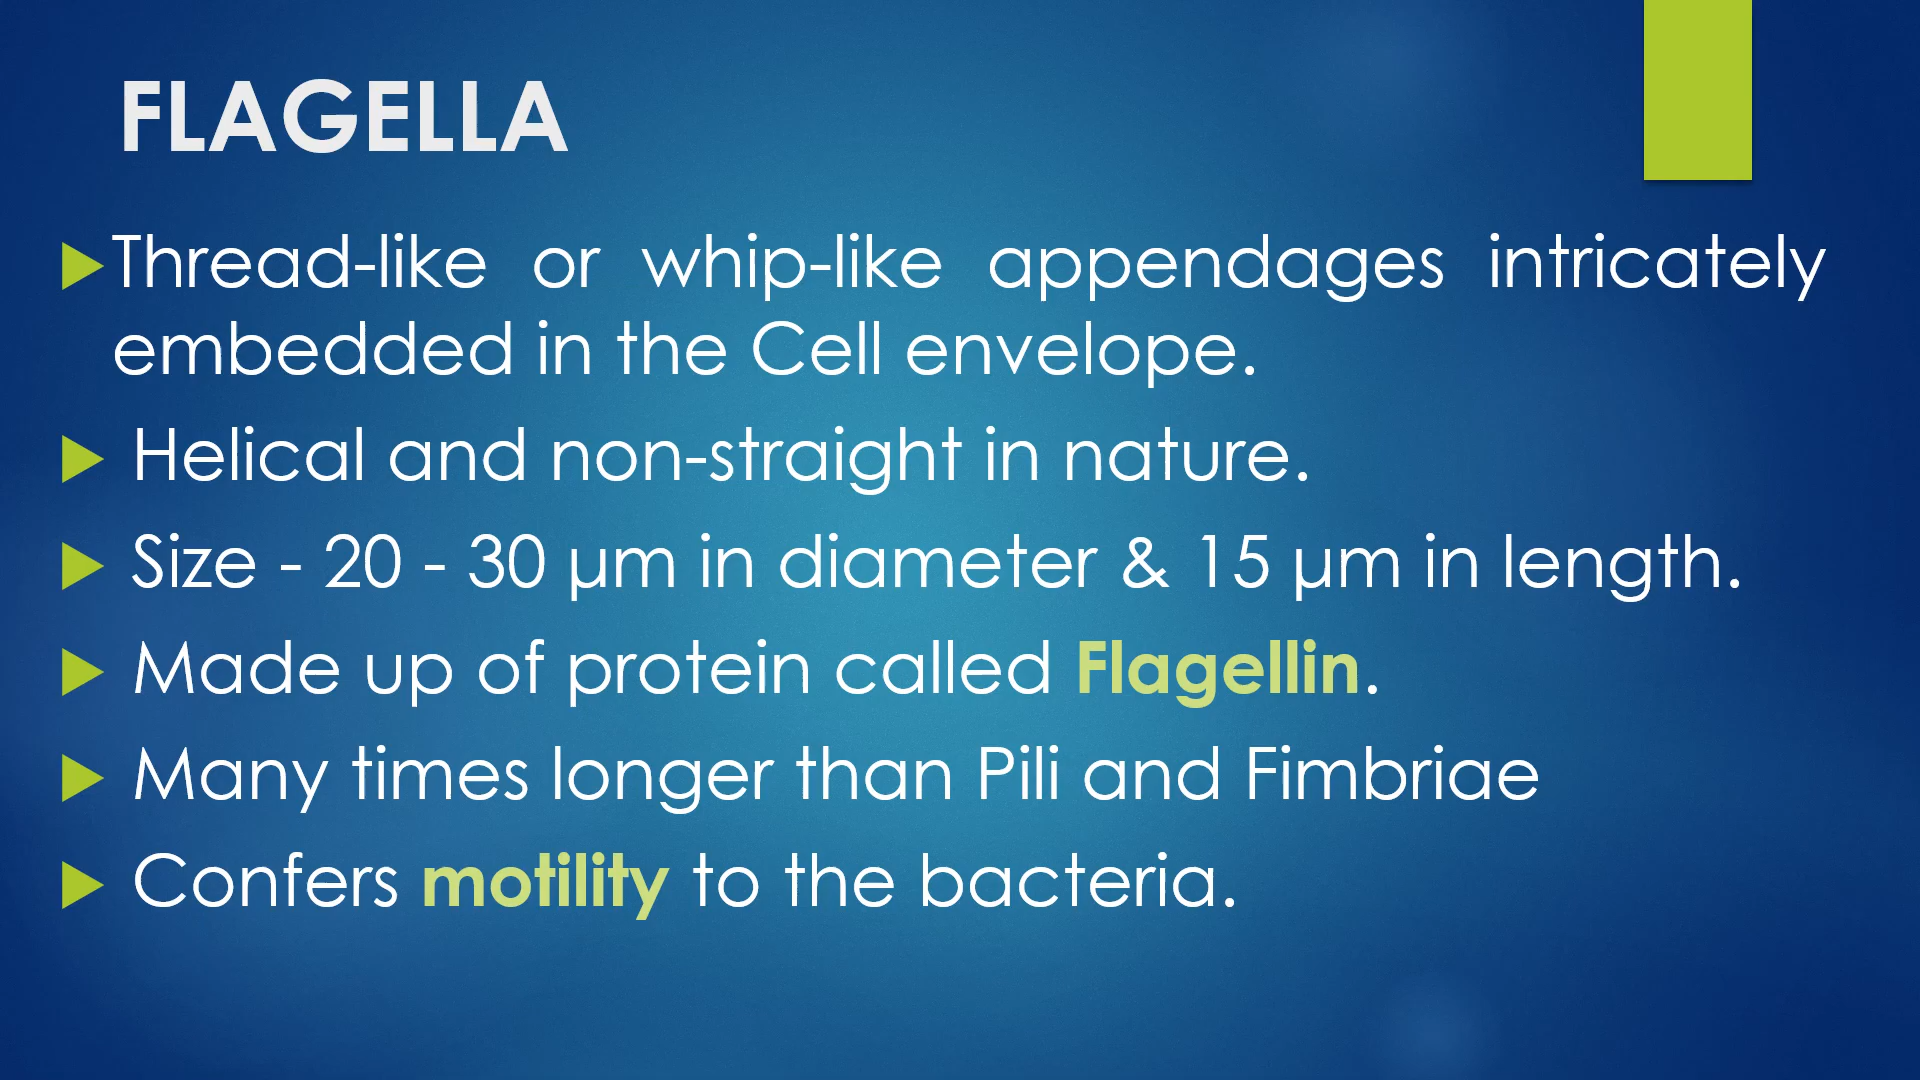 FLAGELLA
Thread-like or whip-like appendages intricately
embedded in the Cell envelope.
Helical and non-straight in nature.
Size - 20 - 30 µm in diameter & 15 µm in length.
Made up of protein called Flagellin.
Many times longer than Pili and Fimbriae
Confers motility to the bacteria.